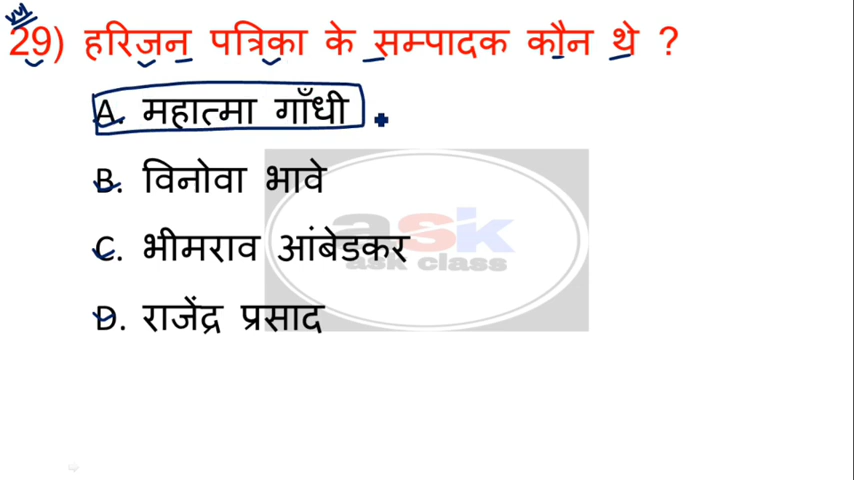 29) हरिजन पत्रिका के सम्पादक कौन थे ?
A. महात्मा गाँधी
B. विनोवा भावे
C. भीमराव आंबेडकर
D. राजेंद्र प्रसाद
ask
ask class